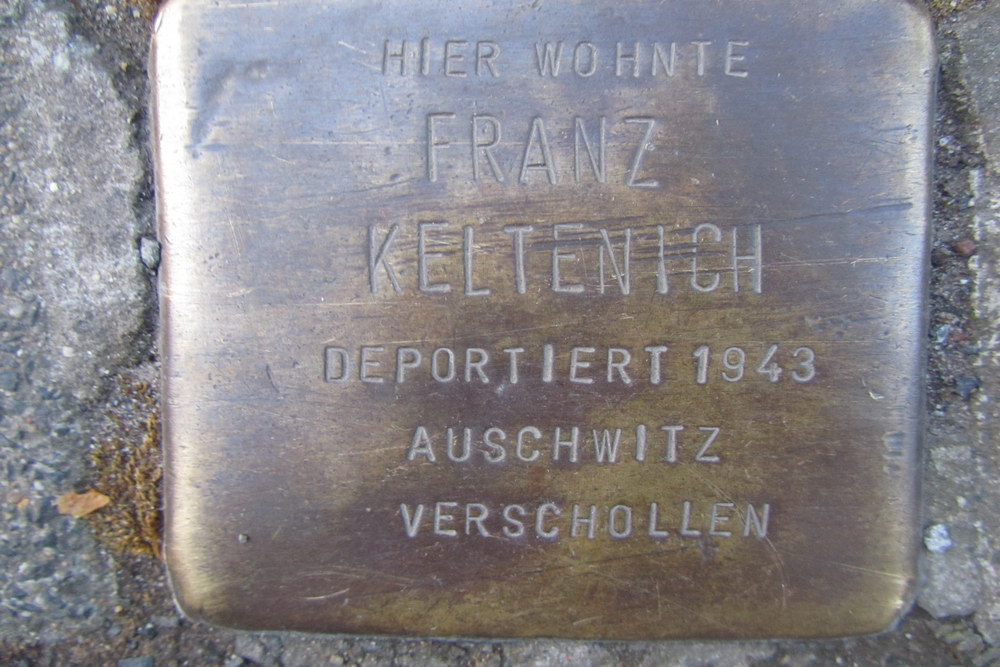 HIER WOHNTE
FRANZ
KELTENICH
DEPORTIERT 1943
AUSCHWITZ
VERSCHOLLEN